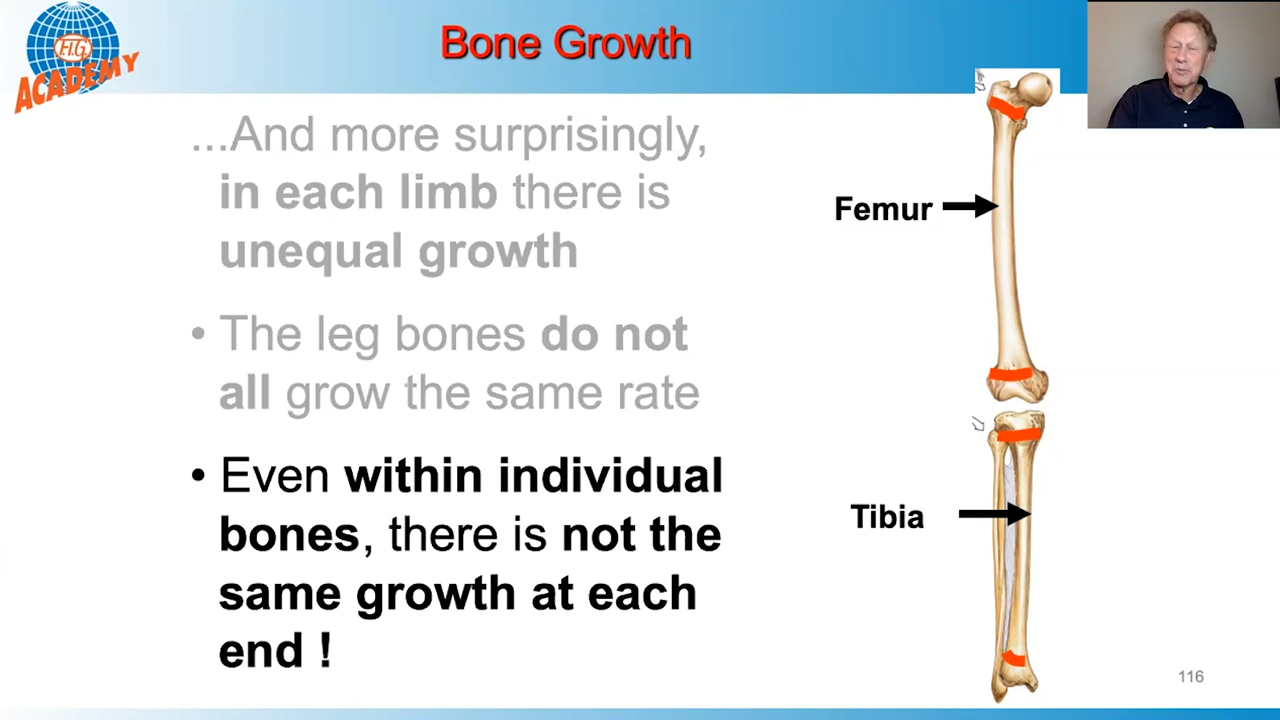 F.I.G.
ACADEMY
Bone Growth
...And more surprisingly,
in each limb there is
unequal growth
• The leg bones do not
all grow the same rate
• Even within individual
bones, there is not the
same growth at each
end !
Femur
Tibia
116